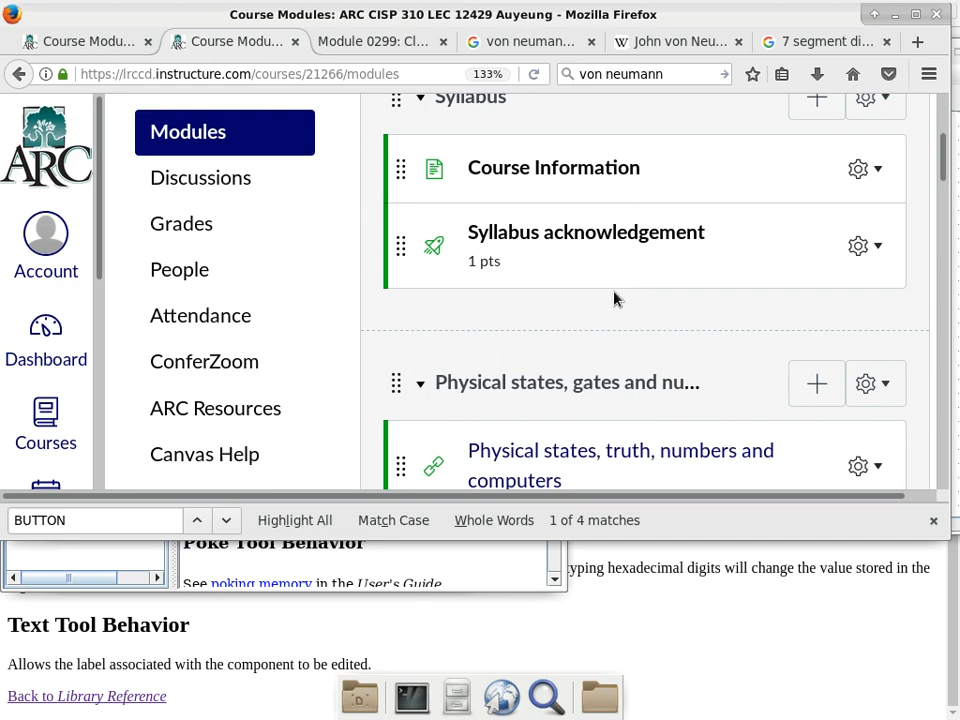 Course Modules: ARC CISP 310 LEC 12429 Auyeung - Mozilla Firefox
Course Modu...
Course Modu...
Module 0299: Cl...
von neuman...
John von Neu...
7 segment di...
https://lrccd.instructure.com/courses/21266/modules
133%
von neumann
ARC
Account
Dashboard
Courses
Modules
Discussions
Grades
People
Attendance
ConferZoom
ARC Resources
Canvas Help
Syllabus
Course Information
Syllabus acknowledgement
1 pts
Physical states, gates and nu...
Physical states, truth, numbers and
computers
BUTTON
Highlight All
Match Case
Whole Words
1 of 4 matches
Poke Tool Behavior
See poking memory in the User's Guide
typing hexadecimal digits will change the value stored in the
Text Tool Behavior
Allows the label associated with the component to be edited.
Back to Library Reference